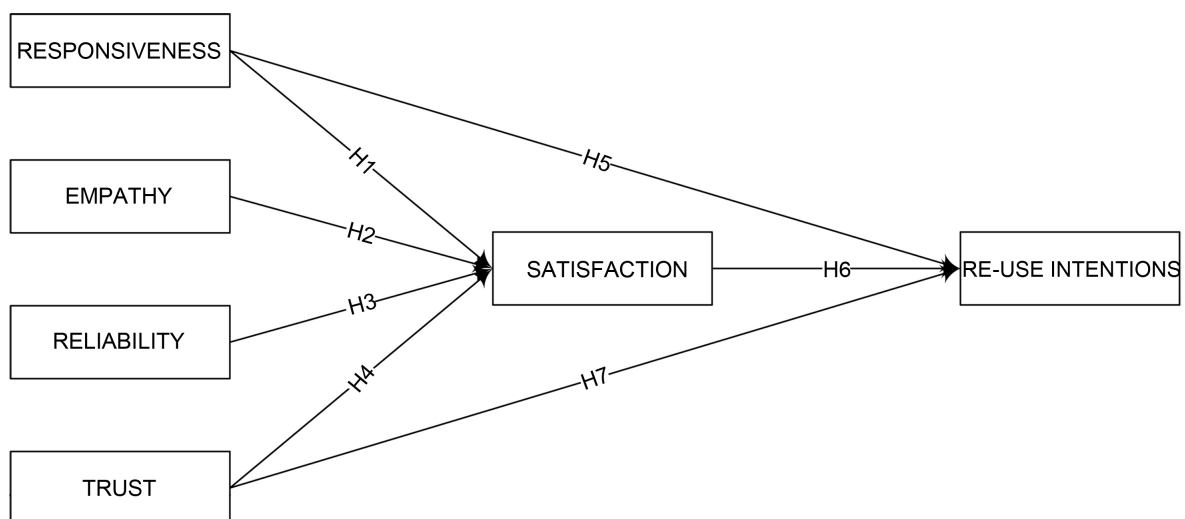 RESPONSIVENESS
H1
H5
EMPATHY
H2
SATISFACTION
H6
RE-USE INTENTIONS
H3
RELIABILITY
H4
H7
TRUST